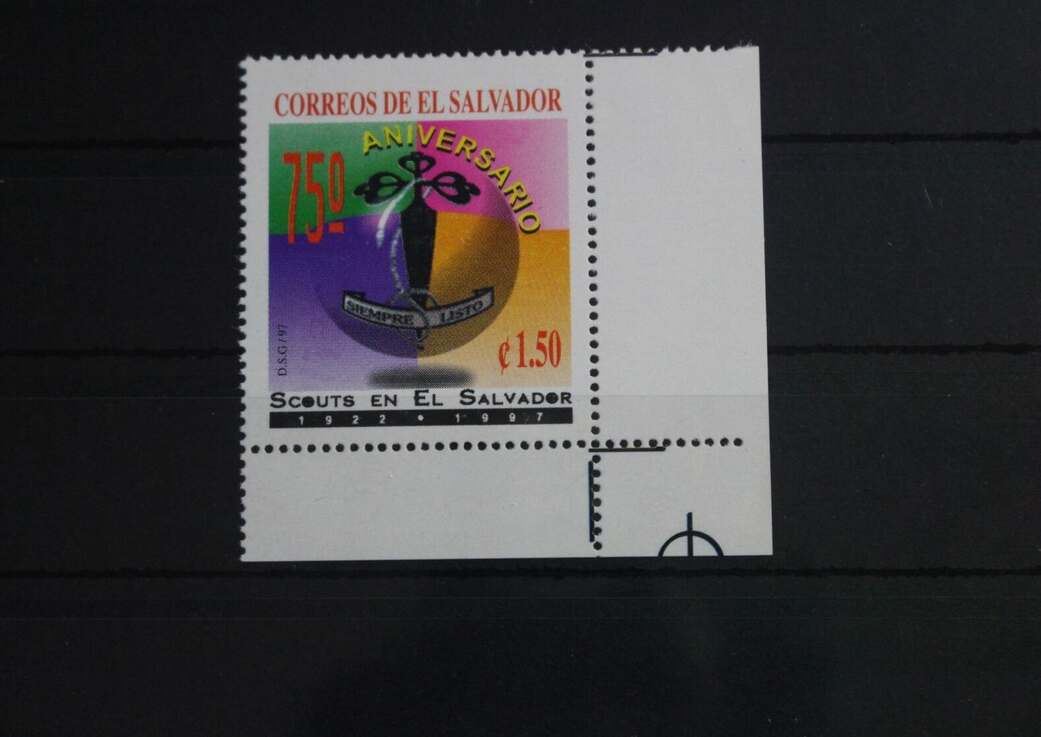 CORREOS DE EL SALVADOR
75º
ANIVERSARIO
SIEMPRE LISTO
D.S.G / 97
¢ 1.50
SCOUTS EN EL SALVADOR
1922 • 1997